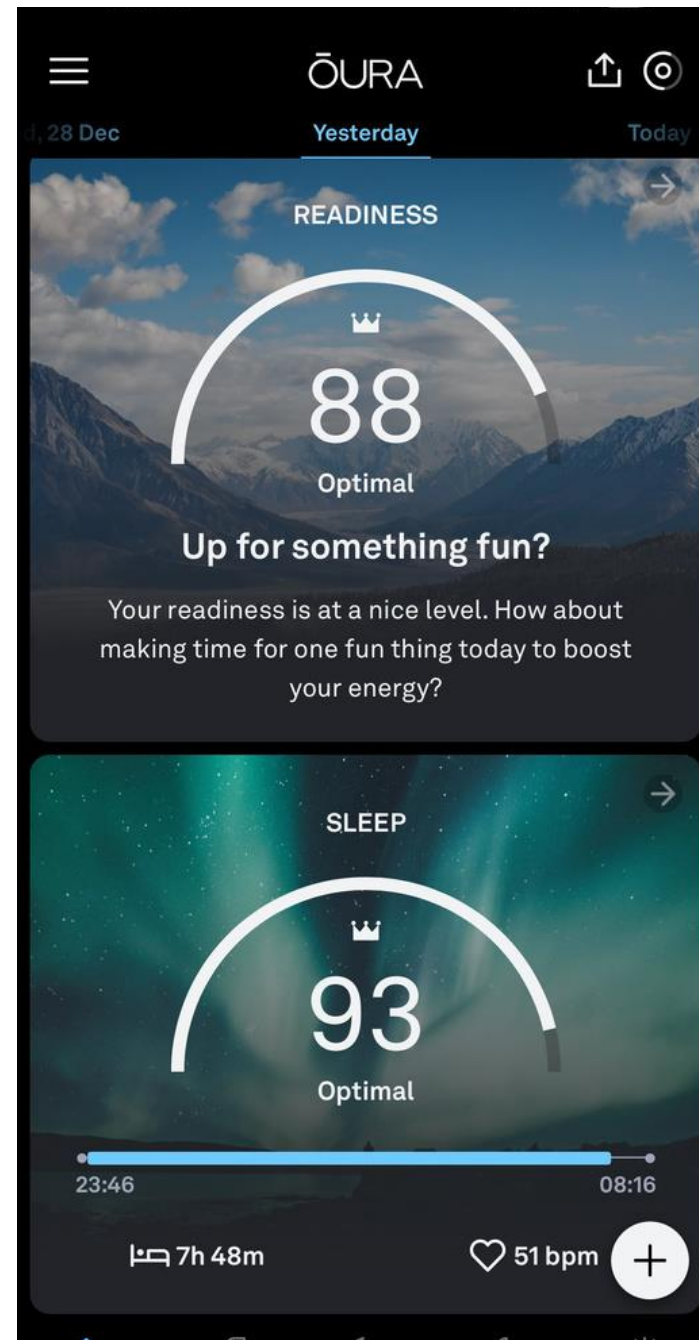 ŌURA
, 28 Dec
Yesterday
Today
READINESS
88
Optimal
Up for something fun?
Your readiness is at a nice level. How about
making time for one fun thing today to boost
your energy?
SLEEP
93
Optimal
23:46 08:16
7h 48m 51 bpm